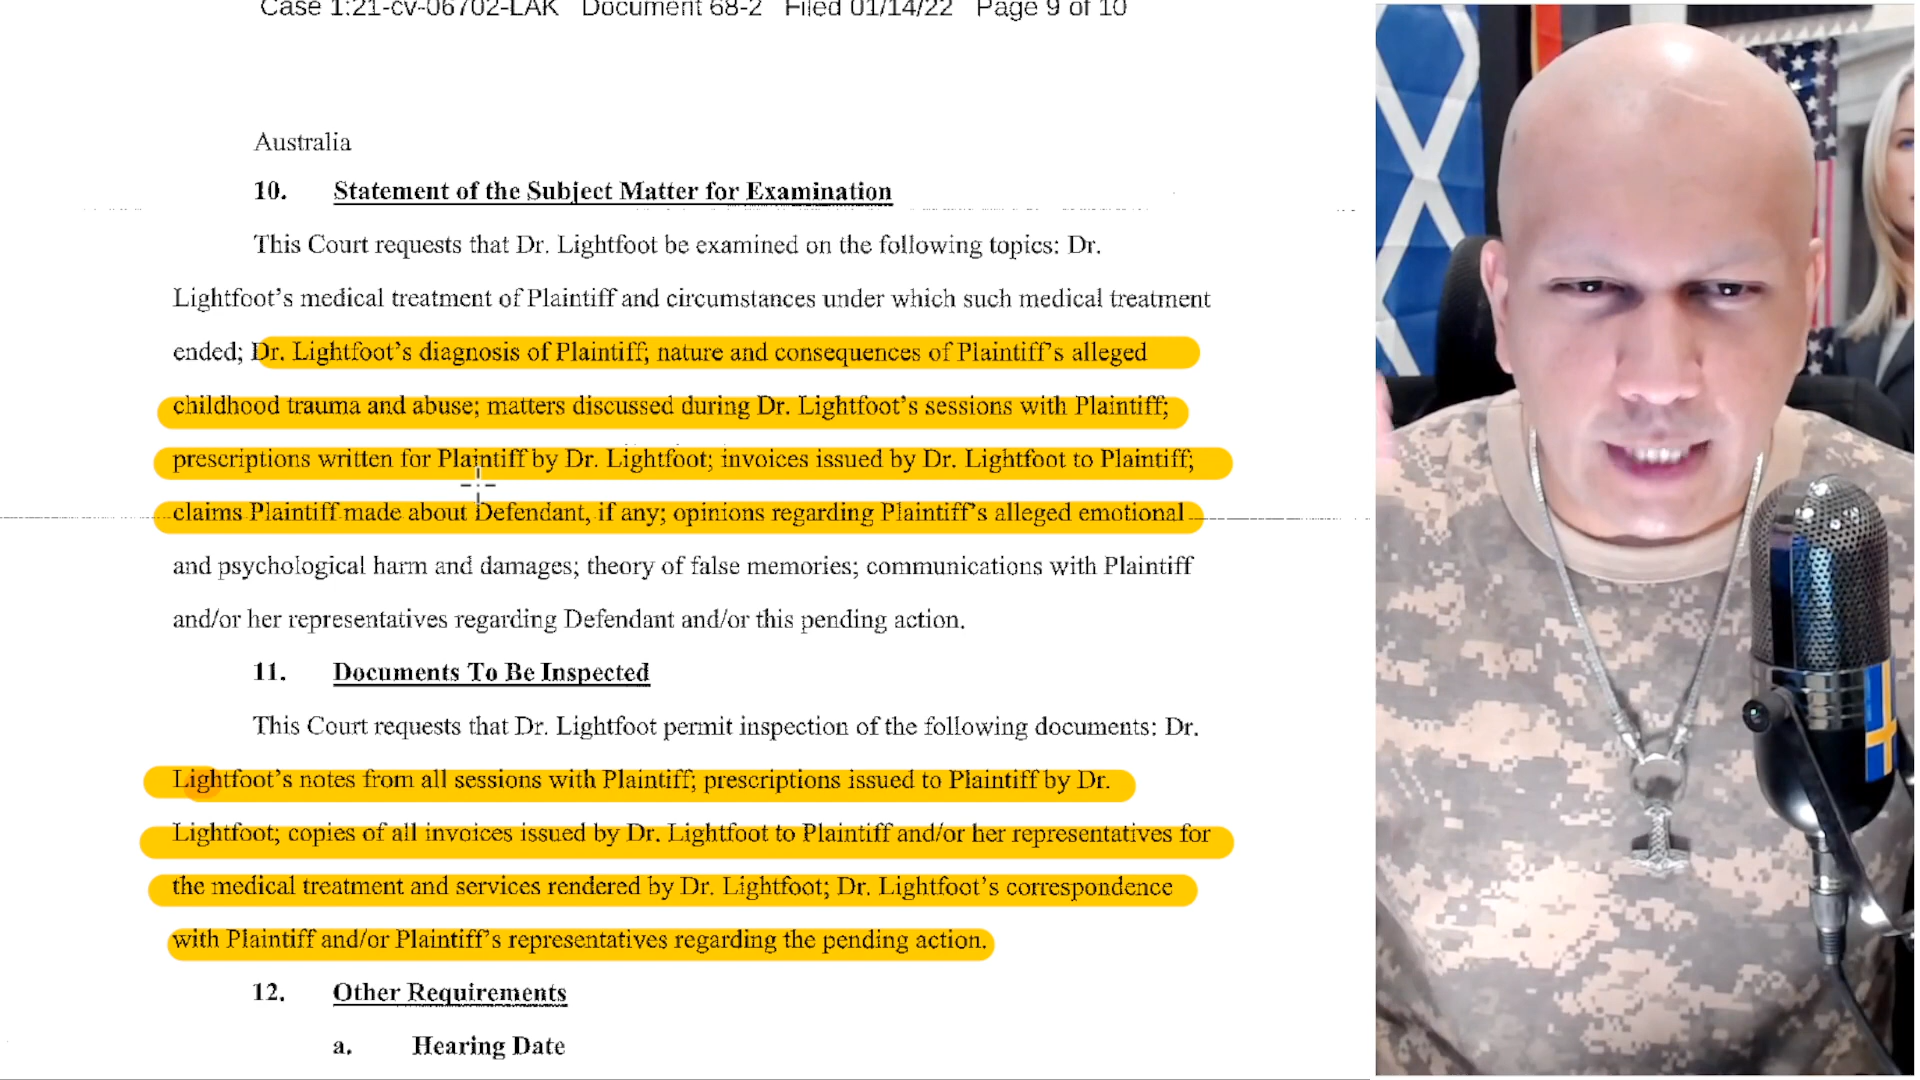 Case 1:21-cv-06702-LAK Document 68-2 Filed 01/14/22 Page 9 of 10
Australia
10. Statement of the Subject Matter for Examination
This Court requests that Dr. Lightfoot be examined on the following topics: Dr.
Lightfoot's medical treatment of Plaintiff and circumstances under which such medical treatment
ended; Dr. Lightfoot's diagnosis of Plaintiff; nature and consequences of Plaintiff's alleged
childhood trauma and abuse; matters discussed during Dr. Lightfoot's sessions with Plaintiff;
prescriptions written for Plaintiff by Dr. Lightfoot; invoices issued by Dr. Lightfoot to Plaintiff;
claims Plaintiff made about Defendant, if any; opinions regarding Plaintiff's alleged emotional
and psychological harm and damages; theory of false memories; communications with Plaintiff
and/or her representatives regarding Defendant and/or this pending action.
11. Documents To Be Inspected
This Court requests that Dr. Lightfoot permit inspection of the following documents: Dr.
Lightfoot's notes from all sessions with Plaintiff; prescriptions issued to Plaintiff by Dr.
Lightfoot; copies of all invoices issued by Dr. Lightfoot to Plaintiff and/or her representatives for
the medical treatment and services rendered by Dr. Lightfoot; Dr. Lightfoot's correspondence
with Plaintiff and/or Plaintiff's representatives regarding the pending action.
12. Other Requirements
a. Hearing Date